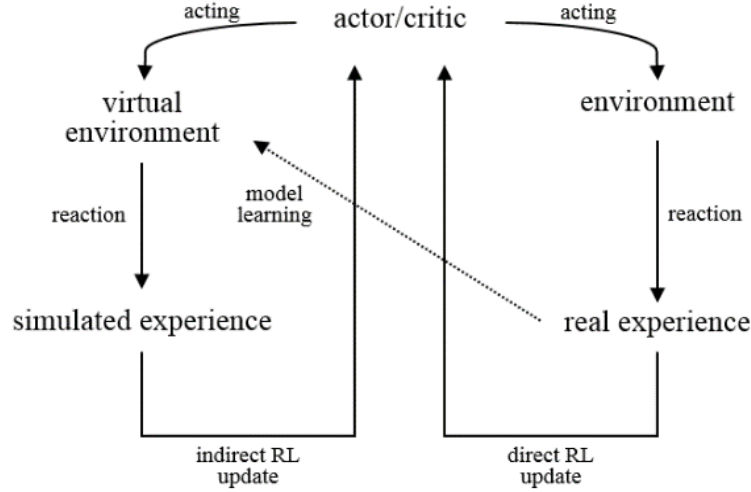 acting
actor/critic
acting
virtual
environment
environment
model
learning
reaction
reaction
simulated experience
real experience
indirect RL
update
direct RL
update